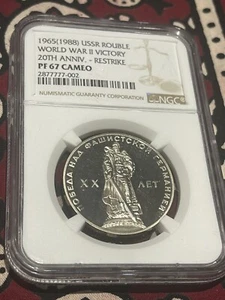 1965(1988) USSR ROUBLE
WORLD WAR II VICTORY
20TH ANNIV. - RESTRIKE
PF 67 CAMEO
2877777-002
NUMISMATIC GUARANTY CORPORATION
NGC
ПОБЕДА НАД ФАШИСТСКОЙ ГЕРМАНИЕЙ
XX ЛЕТ